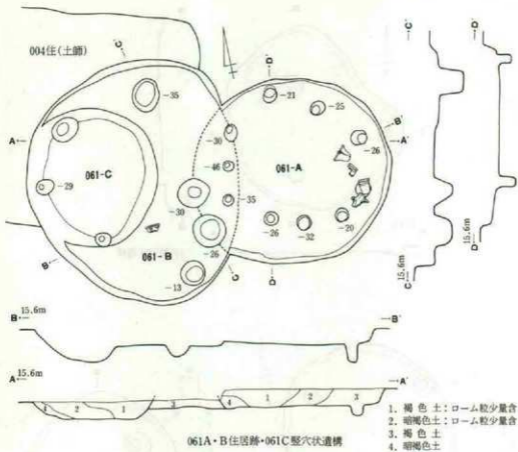 004住(土師)
C'
D'
B'
A
A'
-35
-21
-25
-26
-30
-46
061-A
061-C
-29
-35
-30
-26
-32
-20
061-B
-26
-13
B
C
D
C'
D'
15.6m
15.6m
C
D
B 15.6m B'
A 15.6m A'
4 2 1 3 4 1 2 3
061A・B住居跡・061C竪穴状遺構
1. 褐色土:ローム粒少量含
2. 暗褐色土:ローム粒少量含
3. 褐色土
4. 暗褐色土